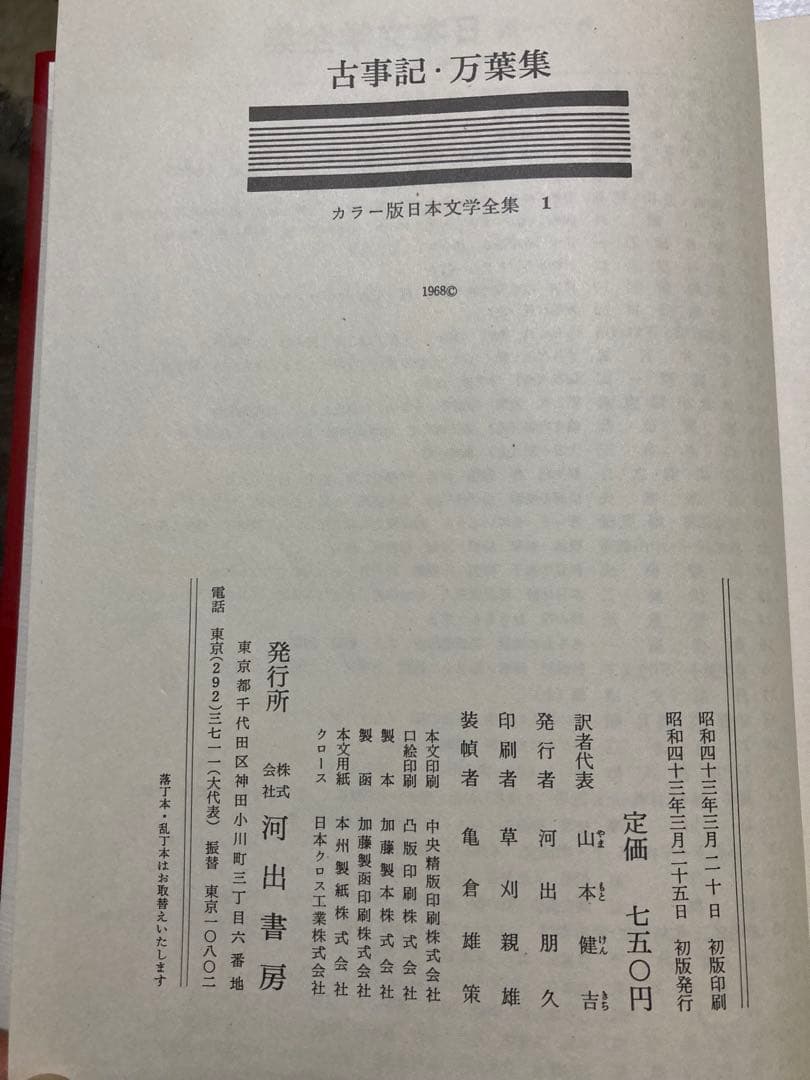 古事記・万葉集
カラー版日本文学全集 1
1968©
昭和四十三年三月二十日 初版印刷
昭和四十三年三月二十五日 初版発行
定価 七五〇円
訳者代表 山本健吉
やまもとけんきち
発行者 河出朋久
印刷者 草刈親雄
装幀者 亀倉雄策
本文印刷 中央精版印刷株式会社
口絵印刷 凸版印刷株式会社
製本 加藤製本株式会社
製函 加藤製函印刷株式会社
本文用紙 本州製紙株式会社
クロース 日本クロス工業株式会社
発行所 株式会社 河出書房
東京都千代田区神田小川町三丁目六番地
電話 東京(292)三七一一(大代表) 振替 東京一〇八〇二
落丁本・乱丁本はお取替えいたします